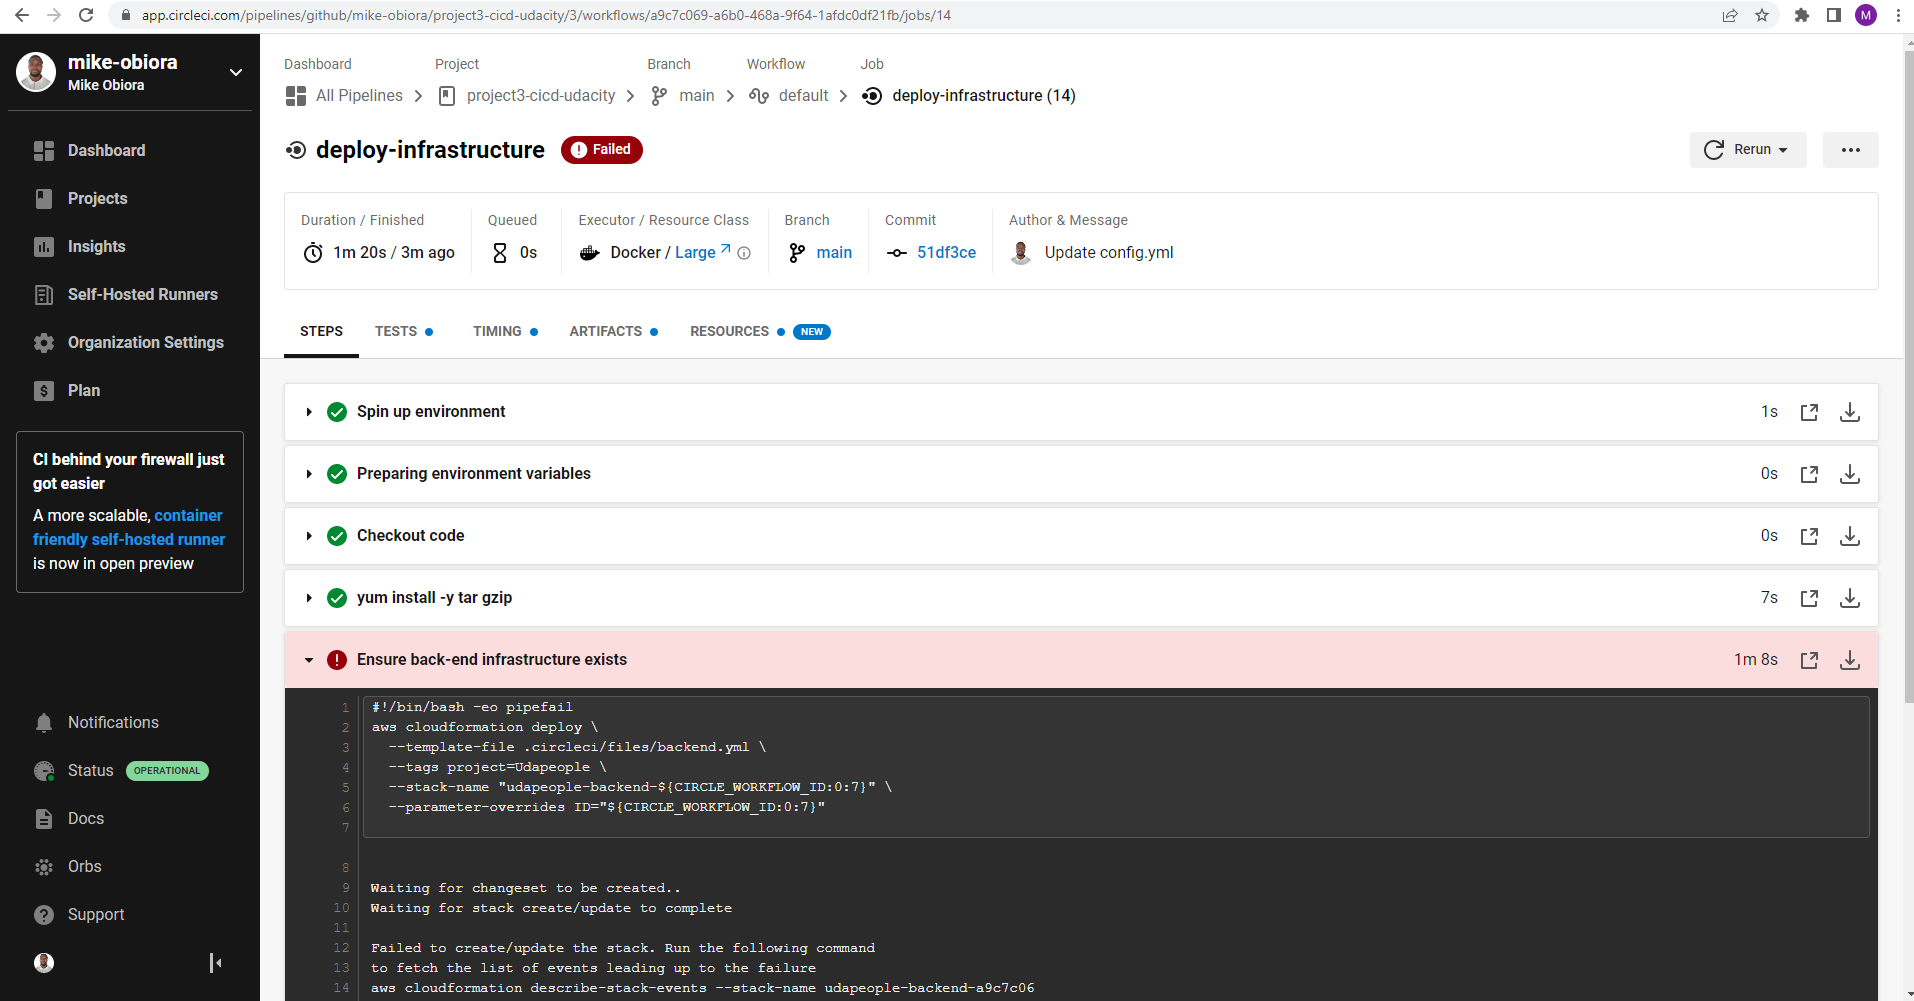 app.circleci.com/pipelines/github/mike-obiora/project3-cicd-udacity/3/workflows/a9c7c069-a6b0-468a-9f64-1afdc0df21fb/jobs/14
M
mike-obiora
Mike Obiora
Dashboard
Projects
Insights
Self-Hosted Runners
Organization Settings
Plan
CI behind your firewall just
got easier
A more scalable, container
friendly self-hosted runner
is now in open preview
Notifications
Status OPERATIONAL
Docs
Orbs
Support
Dashboard Project Branch Workflow Job
All Pipelines project3-cicd-udacity main default deploy-infrastructure (14)
deploy-infrastructure Failed
Rerun
Duration / Finished Queued Executor / Resource Class Branch Commit Author & Message
1m 20s / 3m ago 0s Docker / Large main 51df3ce Update config.yml
STEPS TESTS TIMING ARTIFACTS RESOURCES NEW
Spin up environment 1s
Preparing environment variables 0s
Checkout code 0s
yum install -y tar gzip 7s
Ensure back-end infrastructure exists 1m 8s
1 #!/bin/bash -eo pipefail
2 aws cloudformation deploy \
3 --template-file .circleci/files/backend.yml \
4 --tags project=Udapeople \
5 --stack-name "udapeople-backend-${CIRCLE_WORKFLOW_ID:0:7}" \
6 --parameter-overrides ID="${CIRCLE_WORKFLOW_ID:0:7}"
7
8
9 Waiting for changeset to be created..
10 Waiting for stack create/update to complete
11
12 Failed to create/update the stack. Run the following command
13 to fetch the list of events leading up to the failure
14 aws cloudformation describe-stack-events --stack-name udapeople-backend-a9c7c06